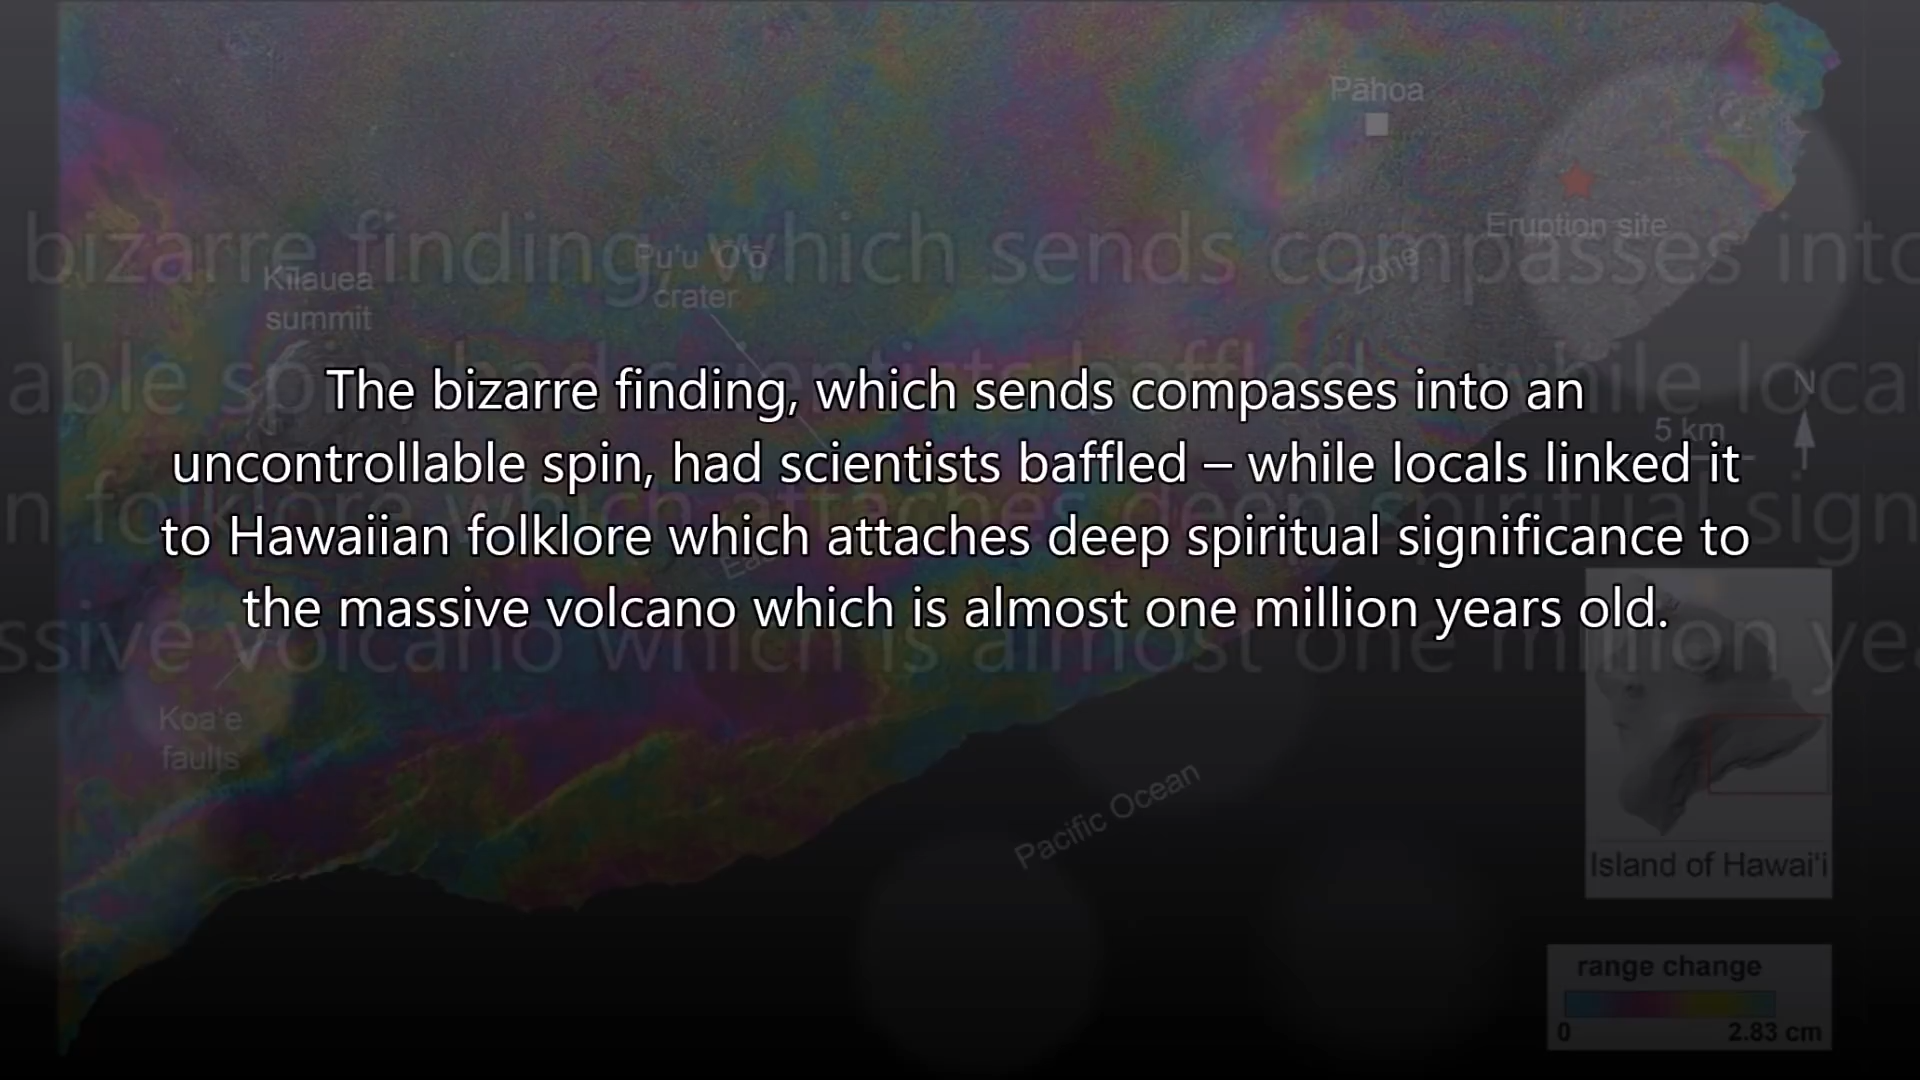 Pāhoa
Eruption site
Kīlauea
summit
Pu'u 'Ō'ō
crater
Zone
bizarre finding, which sends compasses into
The bizarre finding, which sends compasses into an
uncontrollable spin, had scientists baffled – while locals linked it
to Hawaiian folklore which attaches deep spiritual significance to
the massive volcano which is almost one million years old.
N
5 km
Koa'e
faults
Pacific Ocean
Island of Hawai'i
range change
0 2.83 cm